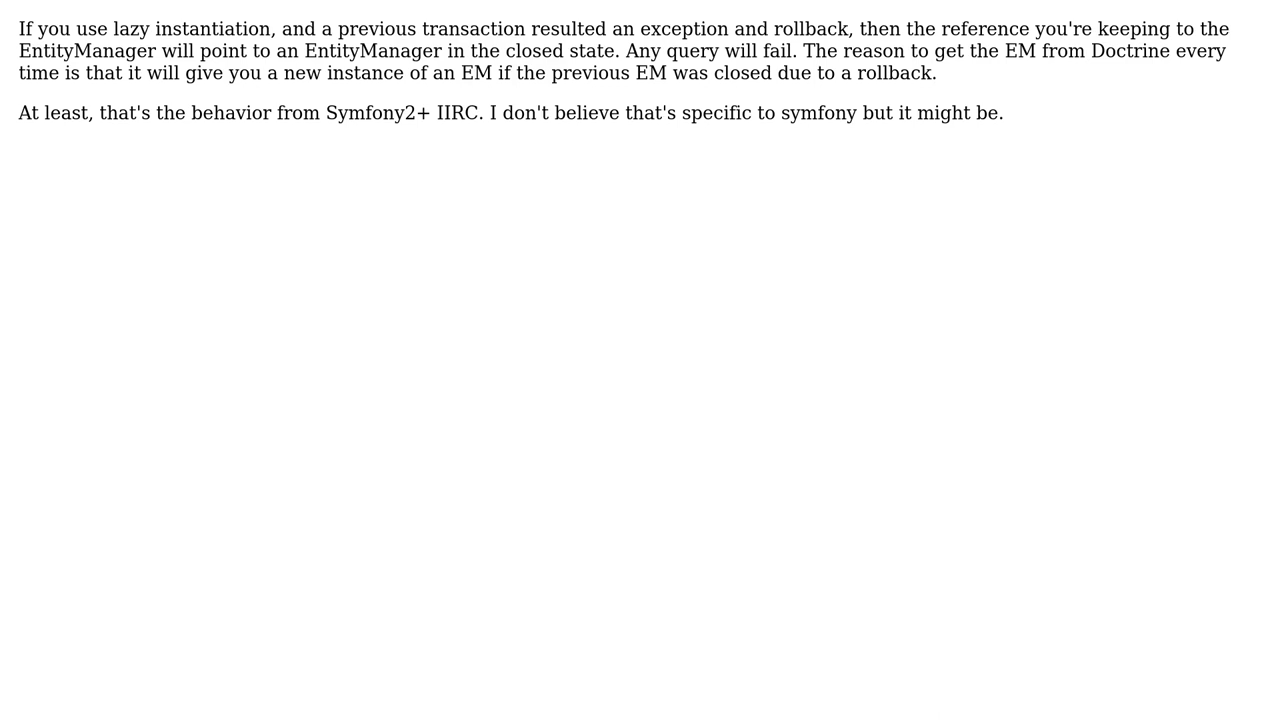 If you use lazy instantiation, and a previous transaction resulted an exception and rollback, then the reference you're keeping to the
EntityManager will point to an EntityManager in the closed state. Any query will fail. The reason to get the EM from Doctrine every
time is that it will give you a new instance of an EM if the previous EM was closed due to a rollback.
At least, that's the behavior from Symfony2+ IIRC. I don't believe that's specific to symfony but it might be.